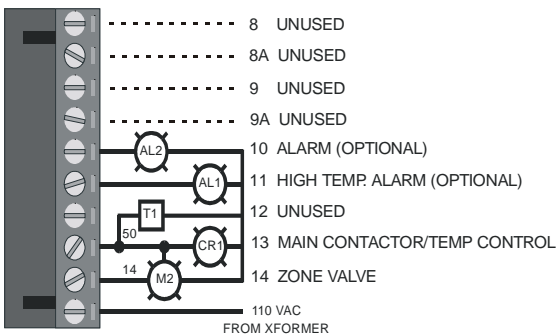 8 UNUSED
8A UNUSED
9 UNUSED
9A UNUSED
AL2
10 ALARM (OPTIONAL)
AL1
11 HIGH TEMP. ALARM (OPTIONAL)
T1
12 UNUSED
50
CR1
13 MAIN CONTACTOR/TEMP CONTROL
14
M2
14 ZONE VALVE
110 VAC
FROM XFORMER